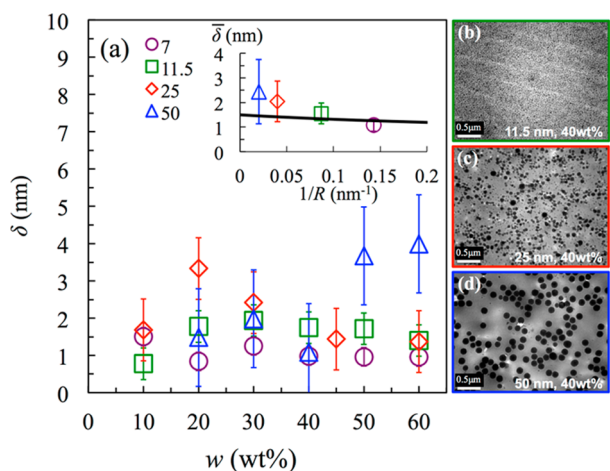 (a)
7
11.5
25
50
δ (nm)
10
9
8
7
6
5
4
3
2
1
0
0 10 20 30 40 50 60
w (wt%)
δ̅ (nm)
4
3
2
1
0
0 0.05 0.1 0.15 0.2
1/R (nm⁻¹)
(b)
0.5μm
11.5 nm, 40wt%
(c)
0.5μm
25 nm, 40wt%
(d)
0.5μm
50 nm, 40wt%